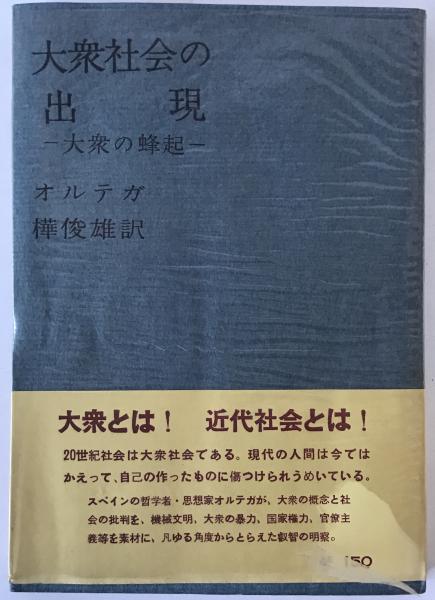 大衆社会の
出現
－大衆の蜂起－
オルテガ
樺俊雄訳
大衆とは！ 近代社会とは！
20世紀社会は大衆社会である。現代の人間は今では
かえって、自己の作ったものに傷つけられうめいている。
スペインの哲学者・思想家オルテガが、大衆の概念と社
会の批判を、機械文明、大衆の暴力、国家権力、官僚主
義等を素材に、凡ゆる角度からとらえた叡智の明察。
150